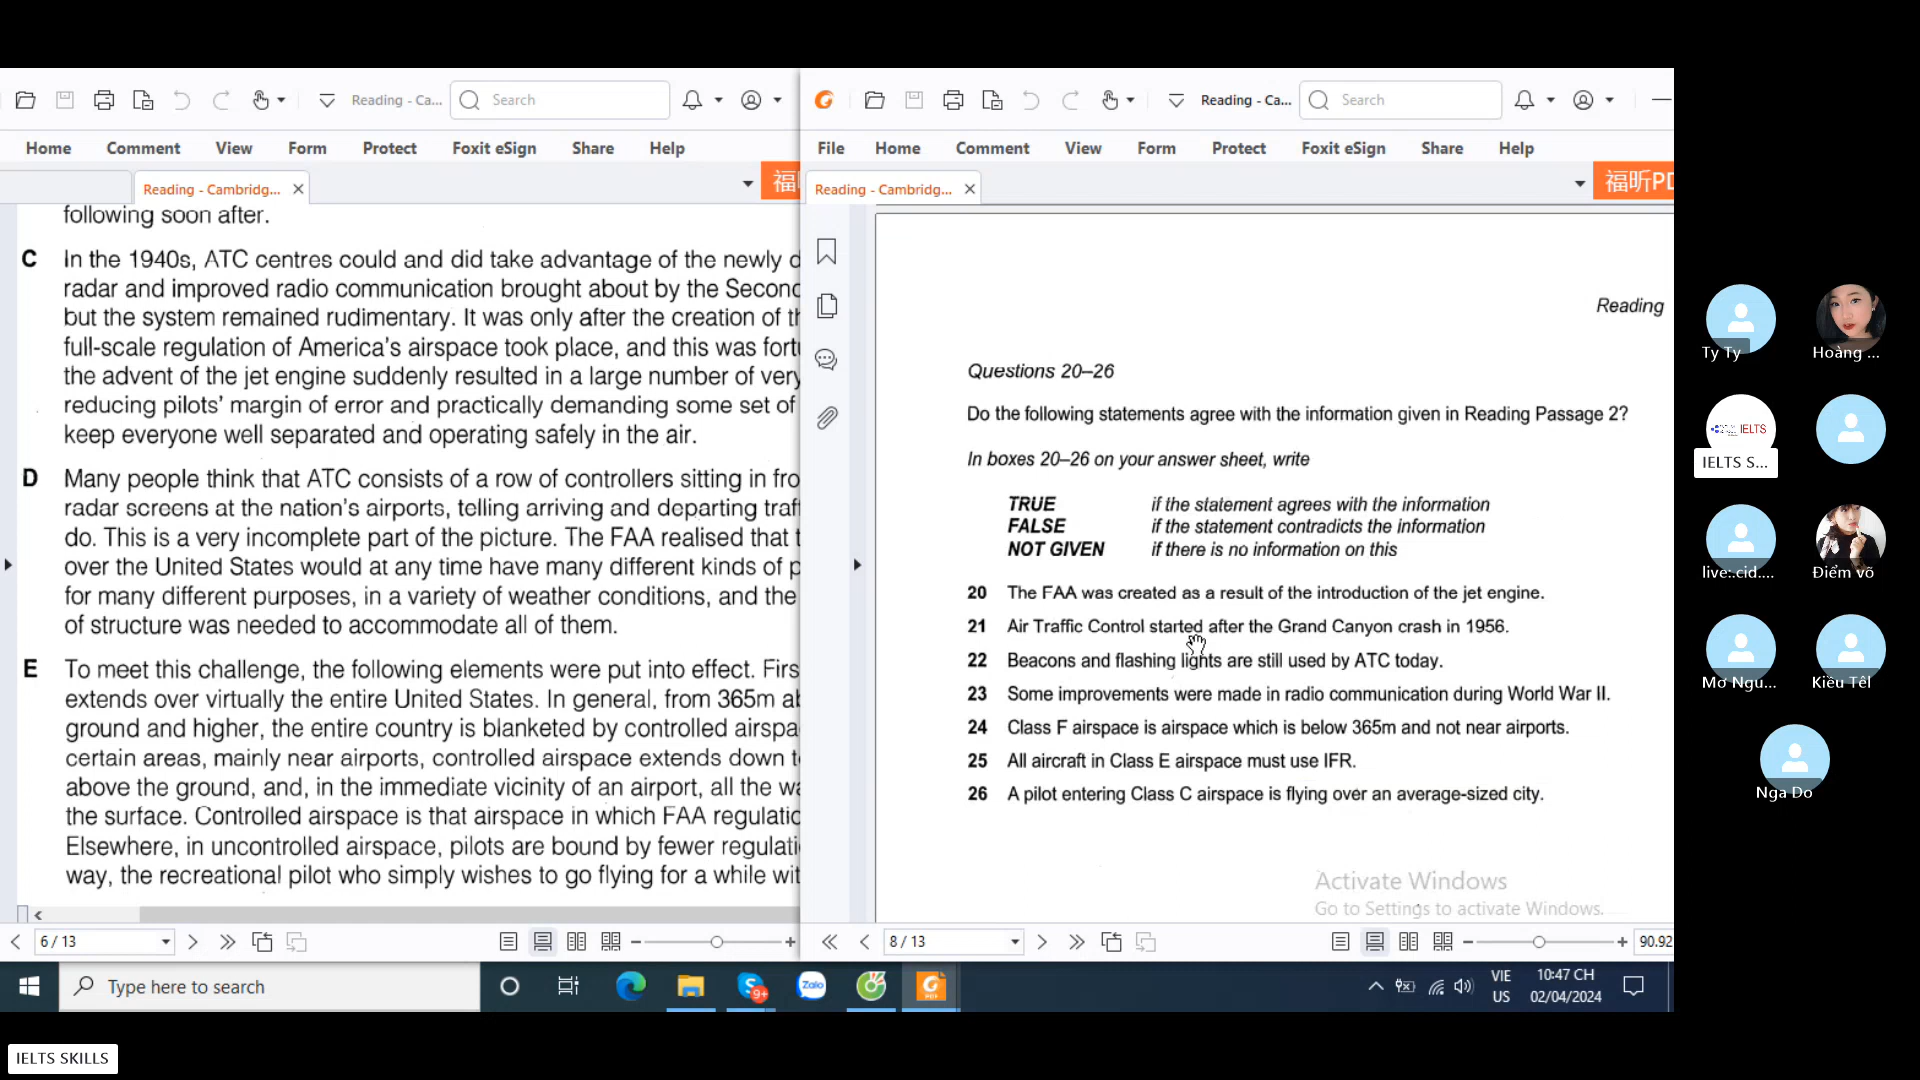 Reading - Ca...
Search
Home Comment View Form Protect Foxit eSign Share Help
Reading - Cambridg...
following soon after.
C In the 1940s, ATC centres could and did take advantage of the newly
radar and improved radio communication brought about by the Second
but the system remained rudimentary. It was only after the creation of
full-scale regulation of America's airspace took place, and this was
the advent of the jet engine suddenly resulted in a large number of very
reducing pilots' margin of error and practically demanding some set of
keep everyone well separated and operating safely in the air.
D Many people think that ATC consists of a row of controllers sitting in
radar screens at the nation's airports, telling arriving and departing
do. This is a very incomplete part of the picture. The FAA realised that
over the United States would at any time have many different kinds of
for many different purposes, in a variety of weather conditions, and the
of structure was needed to accommodate all of them.
E To meet this challenge, the following elements were put into effect.
extends over virtually the entire United States. In general, from 365m
ground and higher, the entire country is blanketed by controlled
certain areas, mainly near airports, controlled airspace extends down
above the ground, and, in the immediate vicinity of an airport, all the
the surface. Controlled airspace is that airspace in which FAA
Elsewhere, in uncontrolled airspace, pilots are bound by fewer
way, the recreational pilot who simply wishes to go flying for a while
6 / 13
Reading - Ca...
Search
File Home Comment View Form Protect Foxit eSign Share Help
Reading - Cambridg...
福昕PD
Reading
Questions 20–26
Do the following statements agree with the information given in Reading Passage 2?
In boxes 20–26 on your answer sheet, write
TRUE if the statement agrees with the information
FALSE if the statement contradicts the information
NOT GIVEN if there is no information on this
20 The FAA was created as a result of the introduction of the jet engine.
21 Air Traffic Control started after the Grand Canyon crash in 1956.
22 Beacons and flashing lights are still used by ATC today.
23 Some improvements were made in radio communication during World War II.
24 Class F airspace is airspace which is below 365m and not near airports.
25 All aircraft in Class E airspace must use IFR.
26 A pilot entering Class C airspace is flying over an average-sized city.
Activate Windows
Go to Settings to activate Windows.
8 / 13
90.92
Type here to search
9+
Zalo
PDF
VIE
US
10:47 CH
02/04/2024
Ty Ty
Hoàng ...
IELTS
IELTS S...
live:.cid....
Điểm võ
Mơ Ngu...
Kiều Têl
Nga Do
IELTS SKILLS